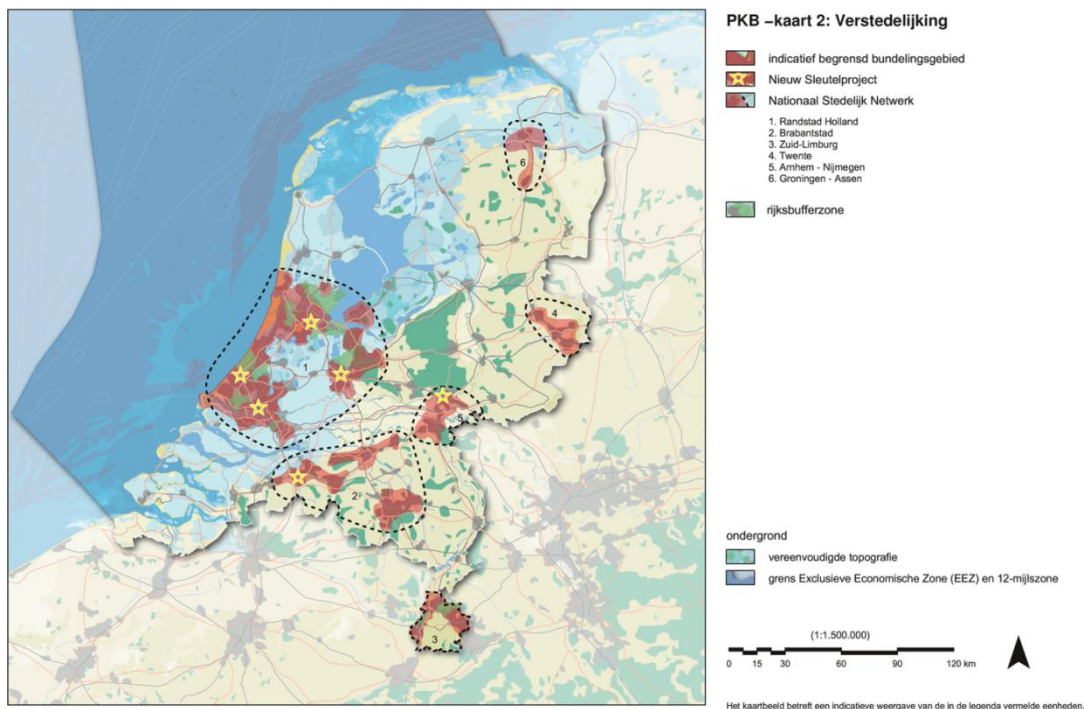 PKB –kaart 2: Verstedelijking
indicatief begrensd bundelingsgebied
Nieuw Sleutelproject
Nationaal Stedelijk Netwerk
1. Randstad Holland
2. Brabantstad
3. Zuid-Limburg
4. Twente
5. Arnhem - Nijmegen
6. Groningen - Assen
rijksbufferzone
6
4
1
5
2
3
ondergrond
vereenvoudigde topografie
grens Exclusieve Economische Zone (EEZ) en 12-mijlszone
(1:1.500.000)
0 15 30 60 90 120 km
Het kaartbeeld betreft een indicatieve weergave van de in de legenda vermelde eenheden.